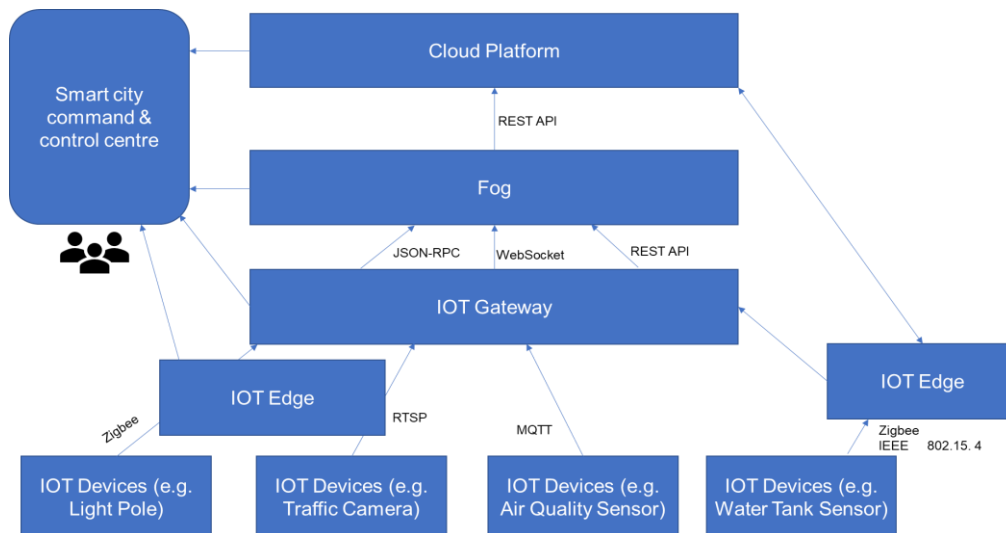 Cloud Platform
Smart city
command &
control centre
REST API
Fog
JSON-RPC
WebSocket
REST API
IOT Gateway
IOT Edge
IOT Edge
Zigbee
RTSP
MQTT
Zigbee
IEEE 802.15. 4
IOT Devices (e.g.
Light Pole)
IOT Devices (e.g.
Traffic Camera)
IOT Devices (e.g.
Air Quality Sensor)
IOT Devices (e.g.
Water Tank Sensor)